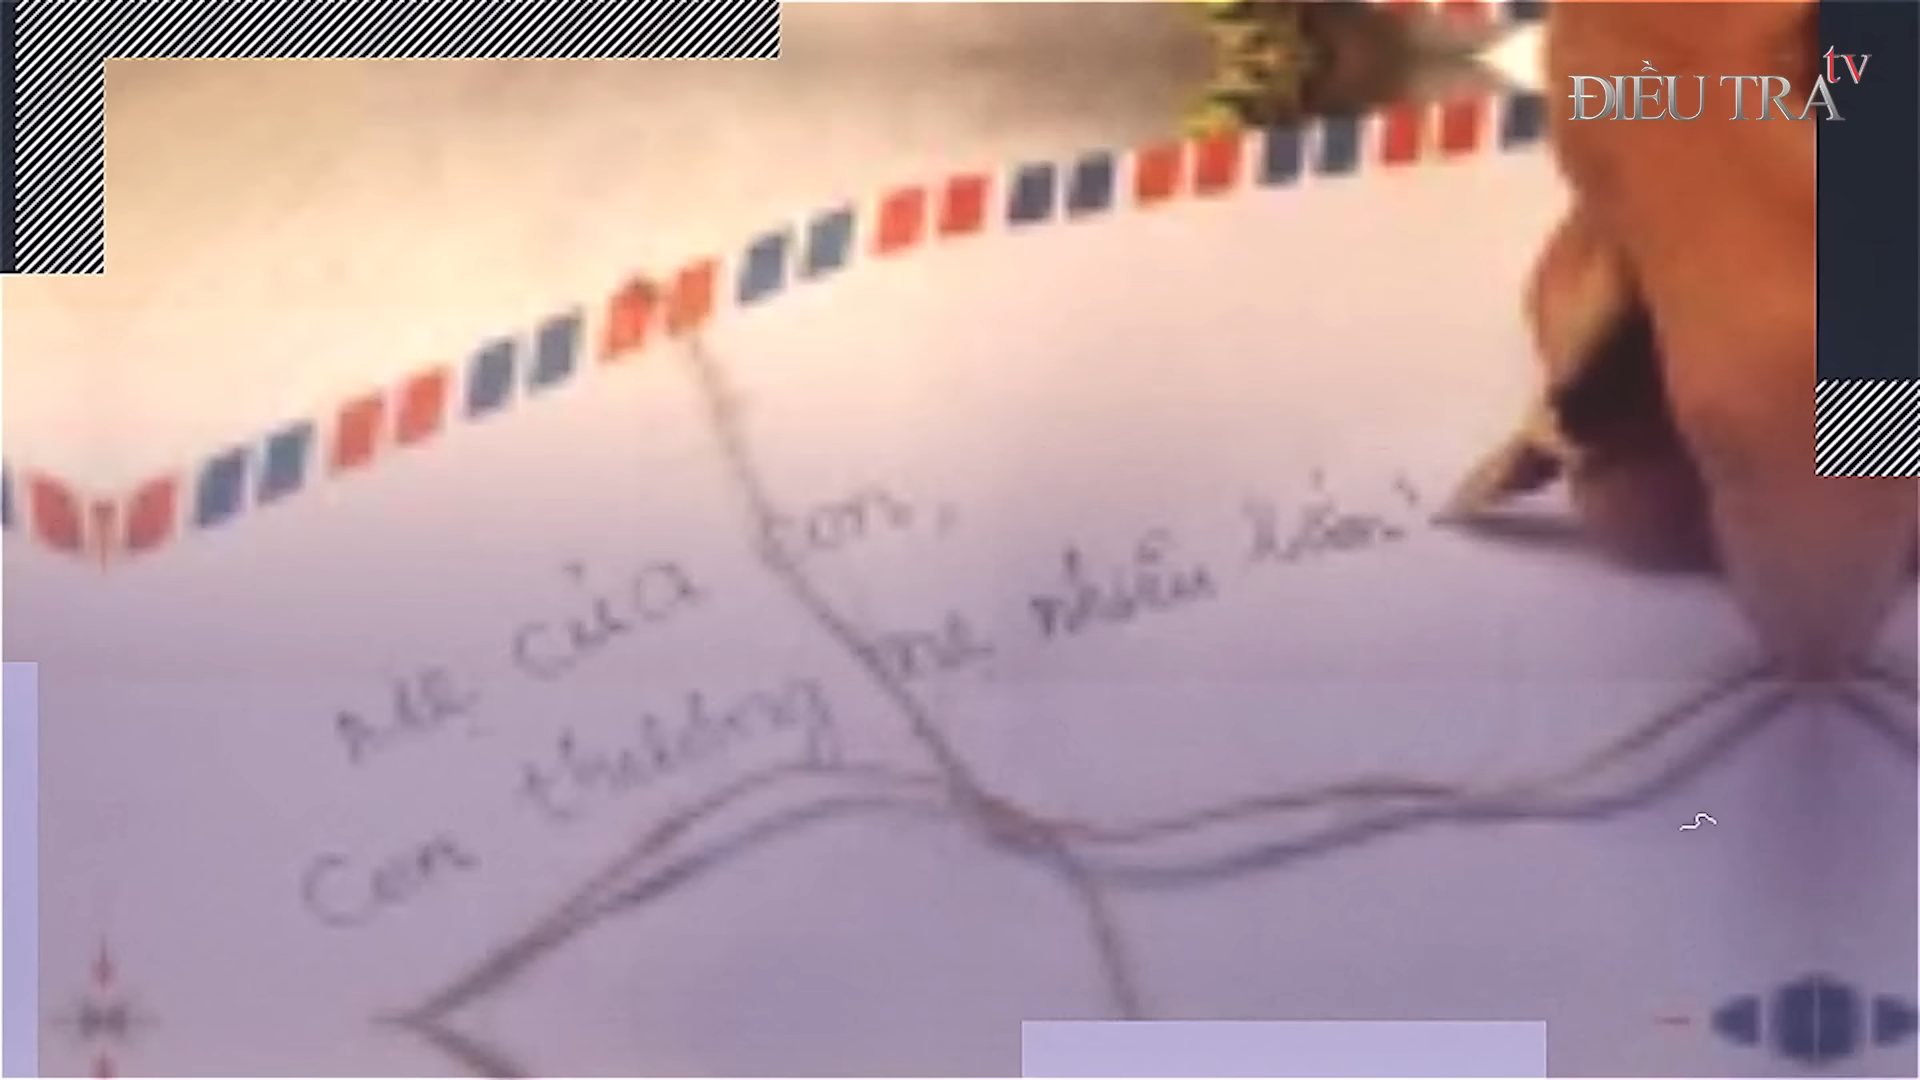 ĐIỀU TRA tv
Mẹ của con,
Con thương mẹ nhiều lắm!